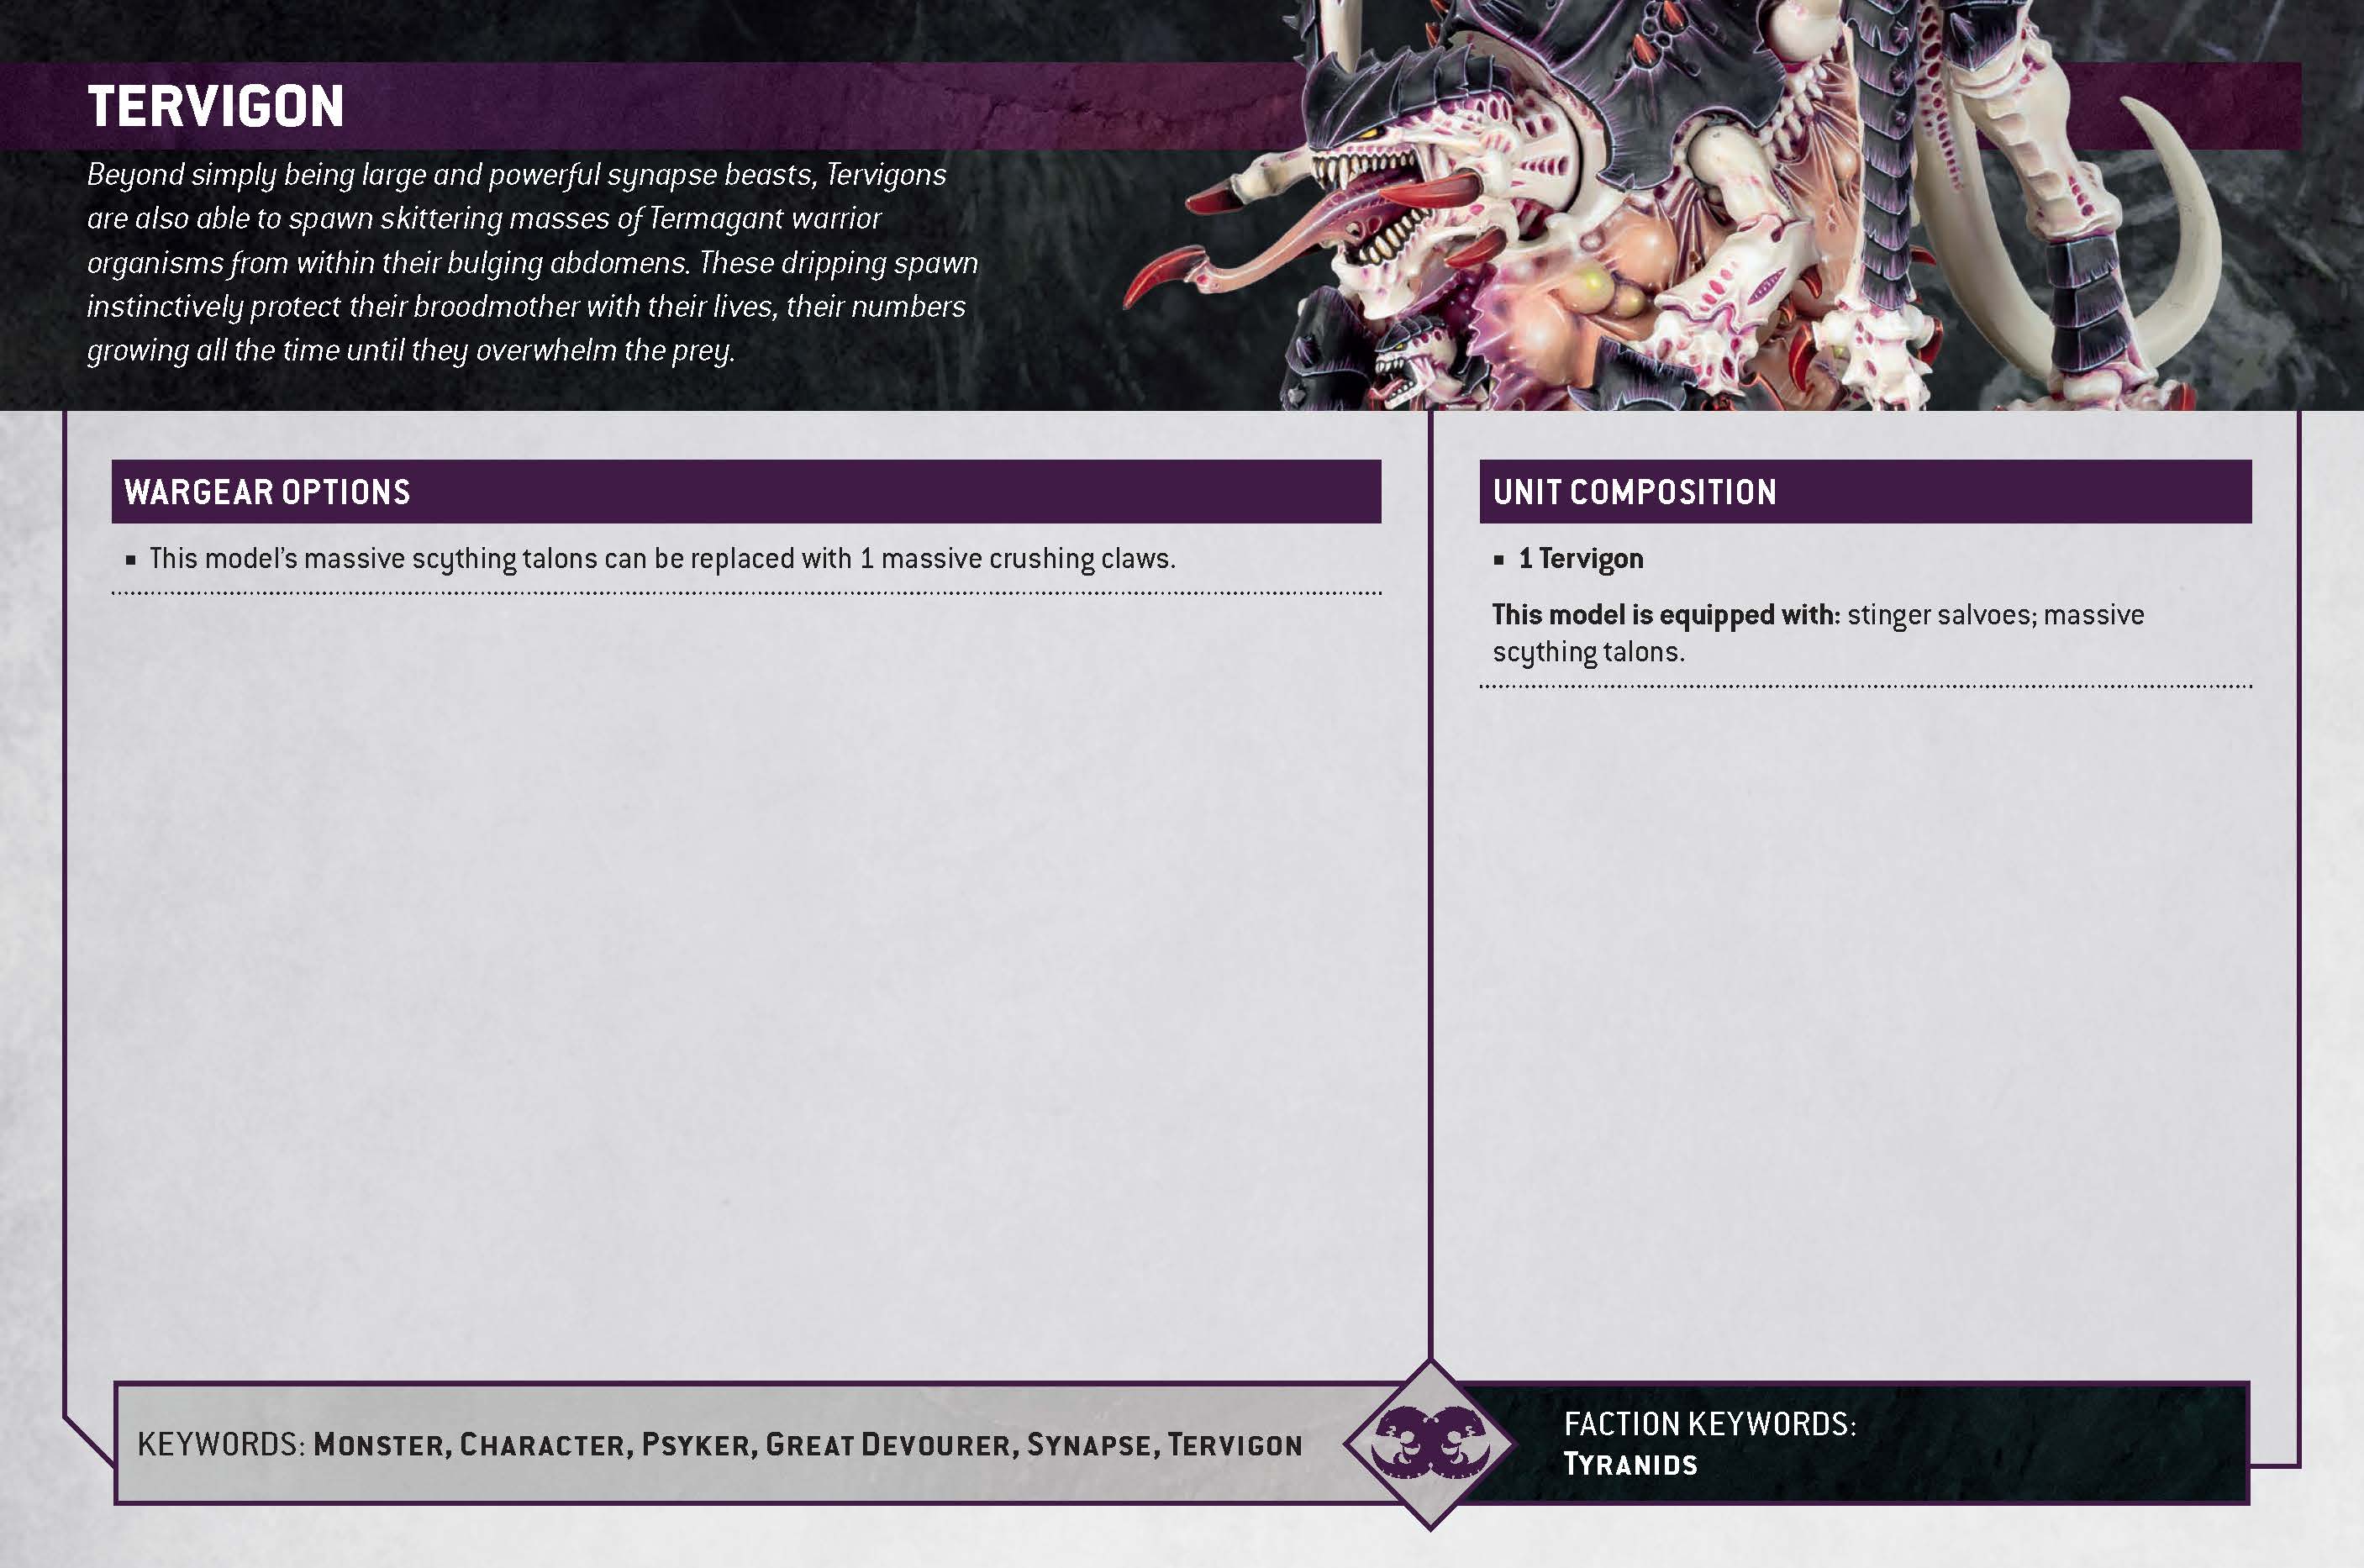 TERVIGON
Beyond simply being large and powerful synapse beasts, Tervigons
are also able to spawn skittering masses of Termagant warrior
organisms from within their bulging abdomens. These dripping spawn
instinctively protect their broodmother with their lives, their numbers
growing all the time until they overwhelm the prey.
WARGEAR OPTIONS
▪ This model’s massive scything talons can be replaced with 1 massive crushing claws.
UNIT COMPOSITION
▪ 1 Tervigon
This model is equipped with: stinger salvoes; massive
scything talons.
KEYWORDS: MONSTER, CHARACTER, PSYKER, GREAT DEVOURER, SYNAPSE, TERVIGON
FACTION KEYWORDS:
TYRANIDS